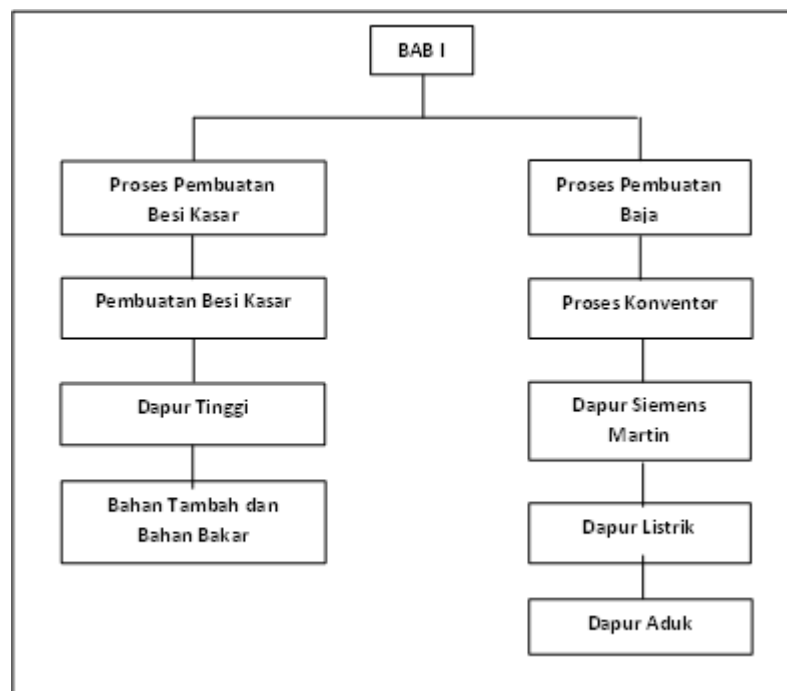 BAB I
Proses Pembuatan
Besi Kasar
Pembuatan Besi Kasar
Dapur Tinggi
Bahan Tambah dan
Bahan Bakar
Proses Pembuatan
Baja
Proses Konventor
Dapur Siemens
Martin
Dapur Listrik
Dapur Aduk